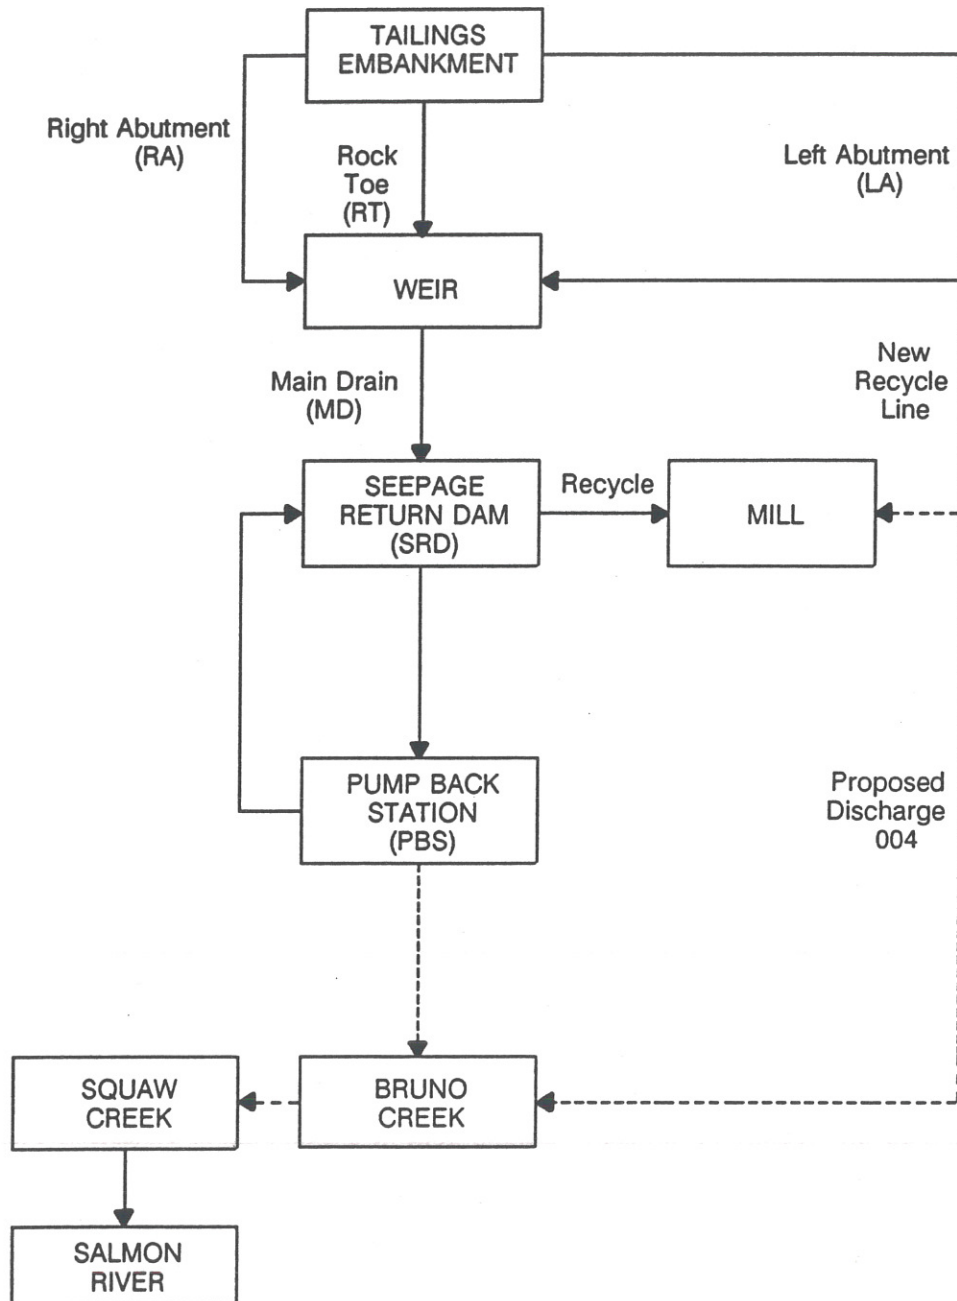 TAILINGS
EMBANKMENT
Right Abutment
(RA)
Rock
Toe
(RT)
Left Abutment
(LA)
WEIR
New
Recycle
Line
Main Drain
(MD)
SEEPAGE
RETURN DAM
(SRD)
Recycle
MILL
PUMP BACK
STATION
(PBS)
Proposed
Discharge
004
SQUAW
CREEK
BRUNO
CREEK
SALMON
RIVER